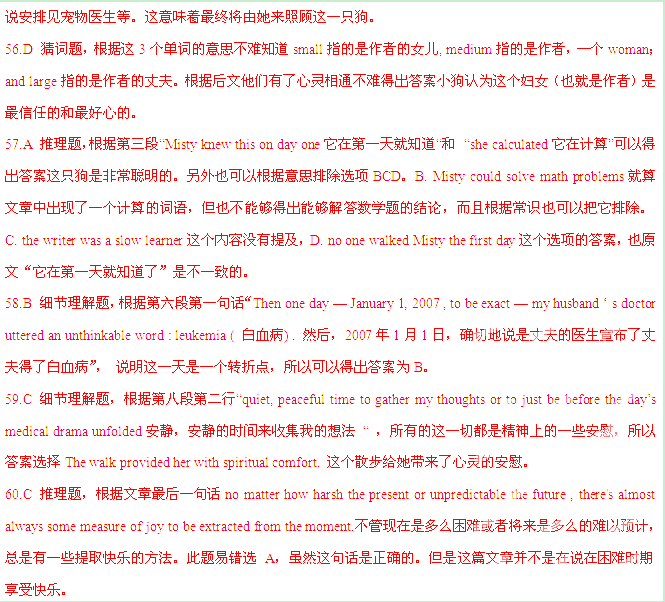 说安排见宠物医生等。这意味着最终将由她来照顾这一只狗。
56.D 猜词题，根据这 3 个单词的意思不难知道 small 指的是作者的女儿, medium 指的是作者，一个 woman；
and large 指的是作者的丈夫。根据后文他们有了心灵相通不难得出答案小狗认为这个妇女（也就是作者）是
最信任的和最好心的。
57.A 推理题，根据第三段“Misty knew this on day one 它在第一天就知道“和 “she calculated 它在计算”可以得
出答案这只狗是非常聪明的。另外也可以根据意思排除选项 BCD。B. Misty could solve math problems 就算
文章中出现了一个计算的词语，但也不能够得出能够解答数学题的结论，而且根据常识也可以把它排除。
C. the writer was a slow learner 这个内容没有提及，D. no one walked Misty the first day 这个选项的答案，也原
文“它在第一天就知道了”是不一致的。
58.B 细节理解题，根据第六段第一句话“ Then one day — January 1, 2007 , to be exact — my husband ‘ s doctor
uttered an unthinkable word : leukemia ( 白血病) . 然后，2007 年 1 月 1 日，确切地说是丈夫的医生宣布了丈
夫得了白血病”， 说明这一天是一个转折点，所以可以得出答案为 B。
59.C 细节理解题，根据第八段第二行“quiet, peaceful time to gather my thoughts or to just be before the day’s
medical drama unfolded 安静，安静的时间来收集我的想法 “ ，所有的这一切都是精神上的一些安慰，所以
答案选择 The walk provided her with spiritual comfort. 这个散步给她带来了心灵的安慰。
60.C 推理题，根据文章最后一句话 no matter how harsh the present or unpredictable the future , there's almost
always some measure of joy to be extracted from the moment.不管现在是多么困难或者将来是多么的难以预计，
总是有一些提取快乐的方法。此题易错选 A，虽然这句话是正确的。但是这篇文章并不是在说在困难时期
享受快乐。